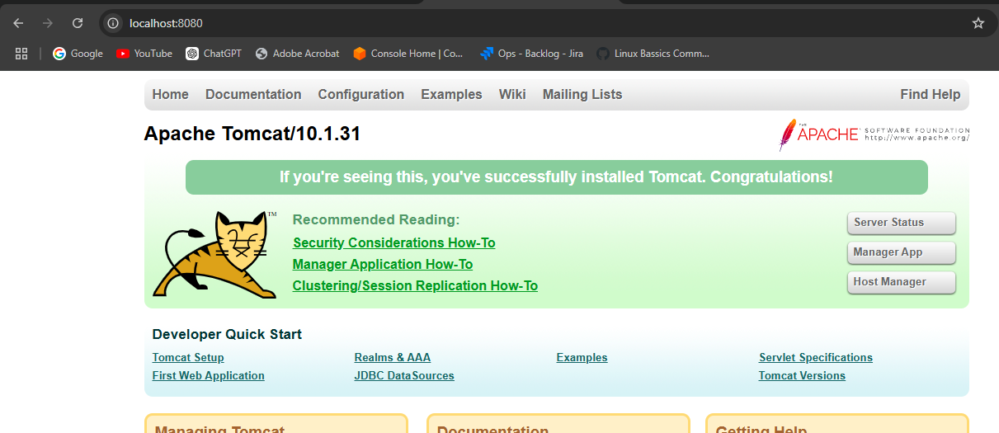 localhost:8080
Google YouTube ChatGPT Adobe Acrobat Console Home | Co... Ops - Backlog - Jira Linux Bassics Comm...
Home Documentation Configuration Examples Wiki Mailing Lists Find Help
Apache Tomcat/10.1.31
THE APACHE SOFTWARE FOUNDATION
http://www.apache.org/
If you're seeing this, you've successfully installed Tomcat. Congratulations!
TM
Recommended Reading:
Security Considerations How-To
Manager Application How-To
Clustering/Session Replication How-To
Server Status
Manager App
Host Manager
Developer Quick Start
Tomcat Setup Realms & AAA Examples Servlet Specifications
First Web Application JDBC DataSources Tomcat Versions
Managing Tomcat Documentation Getting Help